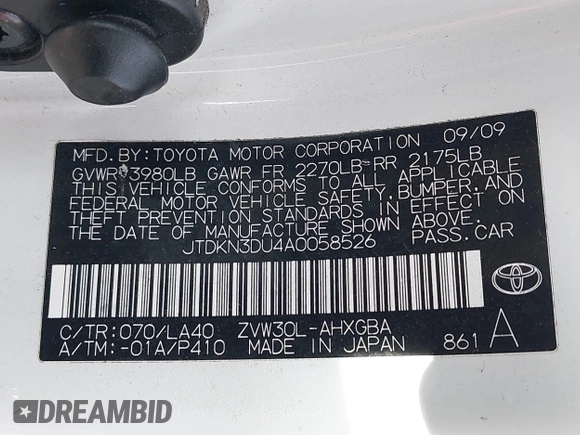 MFD.BY:TOYOTA MOTOR CORPORATION 09/09
GVWR 3980LB GAWR FR 2270LB RR 2175LB
THIS VEHICLE CONFORMS TO ALL APPLICABLE
FEDERAL MOTOR VEHICLE SAFETY,BUMPER,AND
THEFT PREVENTION STANDARDS IN EFFECT ON
THE DATE OF MANUFACTURE SHOWN ABOVE.
JTDKN3DU4A0058526 PASS.CAR
TOYOTA
C/TR:070/LA40 ZVW30L-AHXGBA A
A/TM:-01A/P410 MADE IN JAPAN 861
DREAMBID